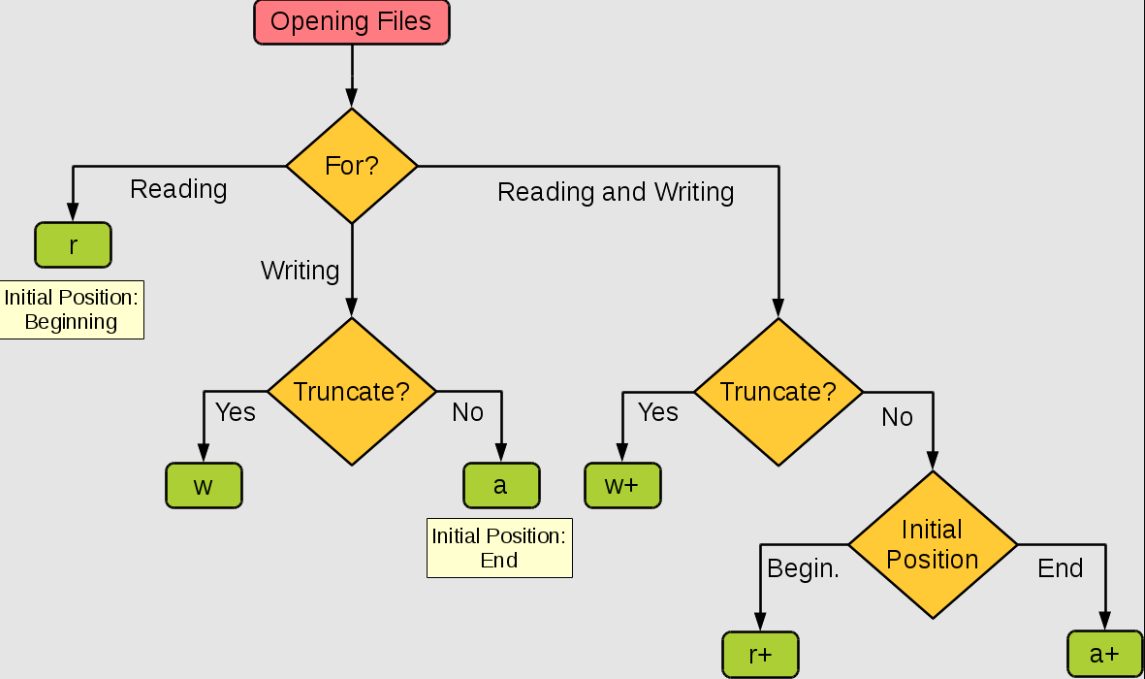 Opening Files
For?
Reading
Reading and Writing
r
Writing
Initial Position:
Beginning
Truncate?
Yes
No
w
a
Initial Position:
End
Truncate?
Yes
No
w+
Initial
Position
Begin.
End
r+
a+